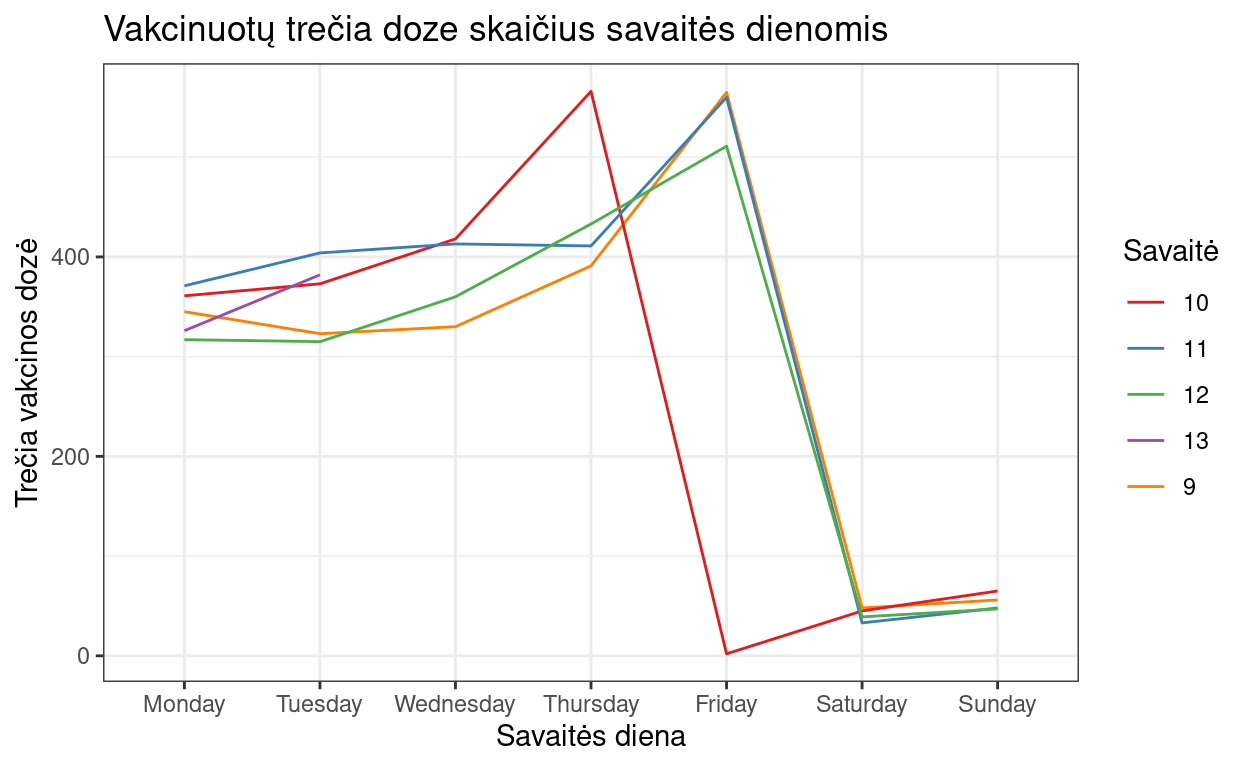 Vakcinuotų trečia doze skaičius savaitės dienomis
Trečia vakcinos dozė
400
200
0
Monday Tuesday Wednesday Thursday Friday Saturday Sunday
Savaitės diena
Savaitė
10
11
12
13
9